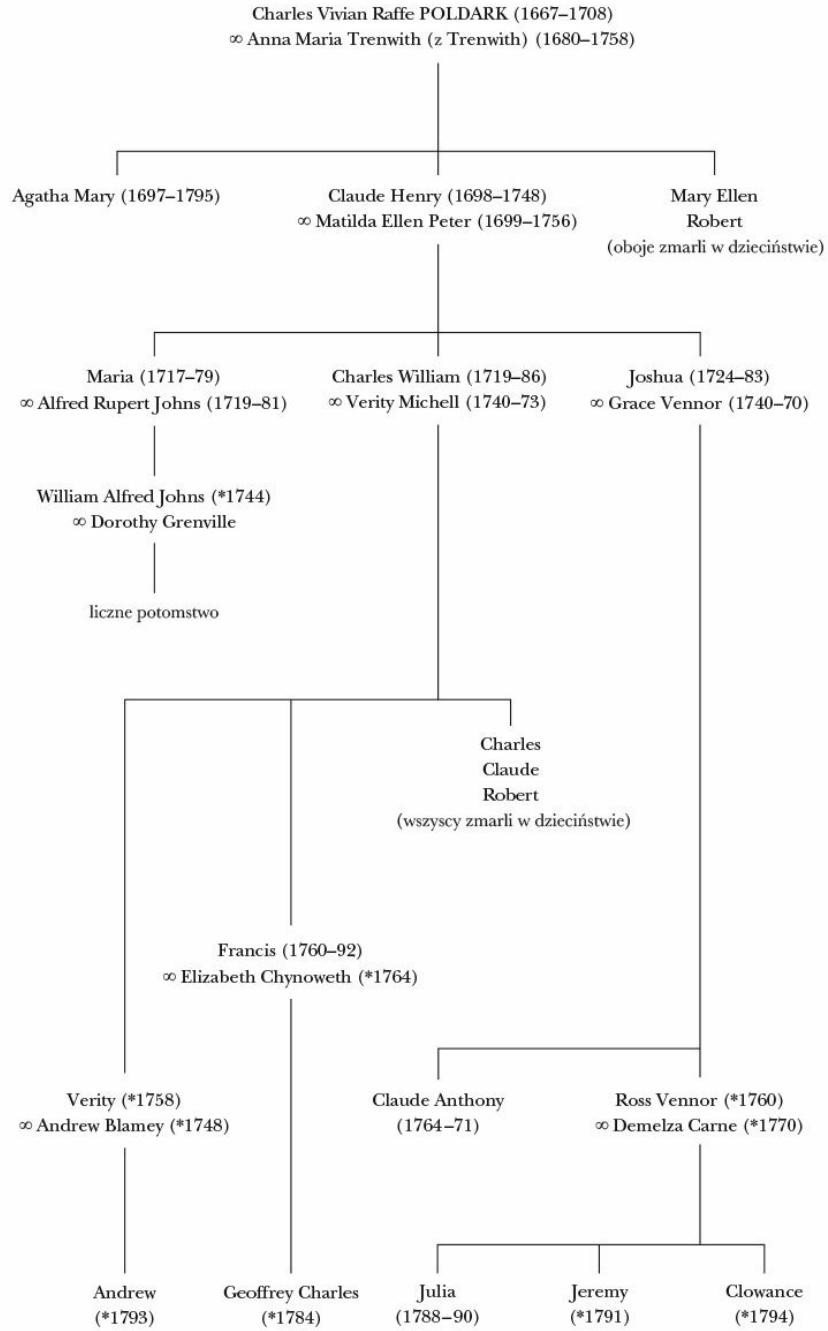 Charles Vivian Raffe POLDARK (1667–1708)
∞ Anna Maria Trenwith (z Trenwith) (1680–1758)
Agatha Mary (1697–1795)
Claude Henry (1698–1748)
∞ Matilda Ellen Peter (1699–1756)
Mary Ellen
Robert
(oboje zmarli w dzieciństwie)
Maria (1717–79)
∞ Alfred Rupert Johns (1719–81)
Charles William (1719–86)
∞ Verity Michell (1740–73)
Joshua (1724–83)
∞ Grace Vennor (1740–70)
William Alfred Johns (*1744)
∞ Dorothy Grenville
liczne potomstwo
Charles
Claude
Robert
(wszyscy zmarli w dzieciństwie)
Francis (1760–92)
∞ Elizabeth Chynoweth (*1764)
Verity (*1758)
∞ Andrew Blamey (*1748)
Claude Anthony
(1764–71)
Ross Vennor (*1760)
∞ Demelza Carne (*1770)
Andrew
(*1793)
Geoffrey Charles
(*1784)
Julia
(1788–90)
Jeremy
(*1791)
Clowance
(*1794)